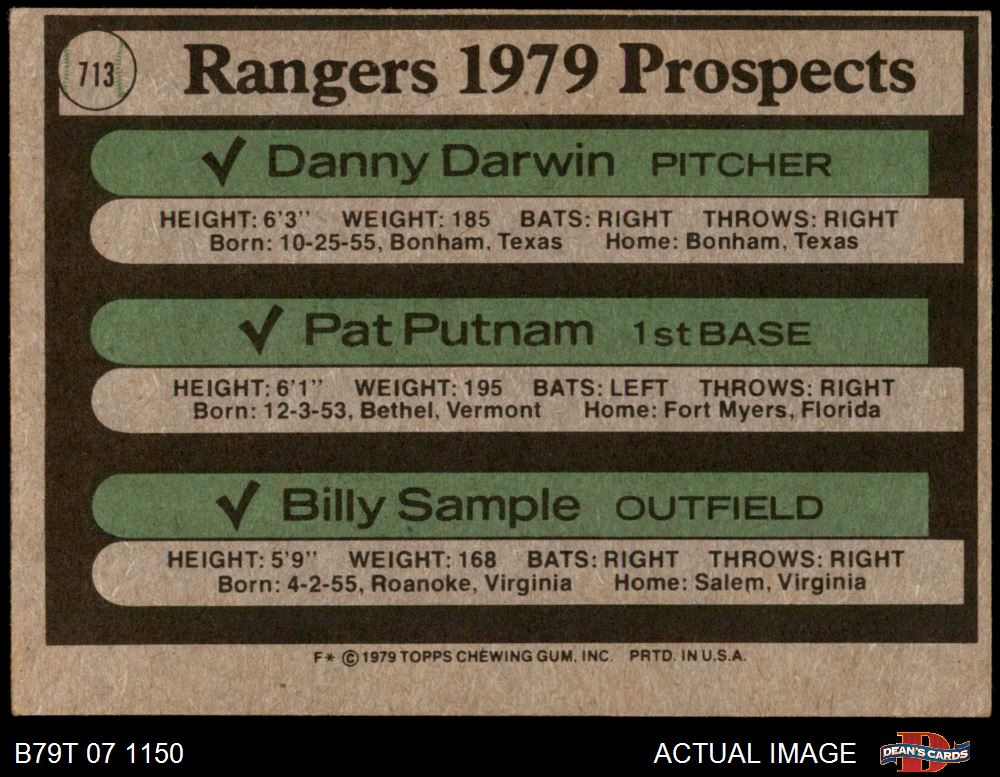 713
Rangers 1979 Prospects
✓ Danny Darwin PITCHER
HEIGHT: 6'3" WEIGHT: 185 BATS: RIGHT THROWS: RIGHT
Born: 10-25-55, Bonham, Texas Home: Bonham, Texas
✓ Pat Putnam 1st BASE
HEIGHT: 6'1" WEIGHT: 195 BATS: LEFT THROWS: RIGHT
Born: 12-3-53, Bethel, Vermont Home: Fort Myers, Florida
✓ Billy Sample OUTFIELD
HEIGHT: 5'9" WEIGHT: 168 BATS: RIGHT THROWS: RIGHT
Born: 4-2-55, Roanoke, Virginia Home: Salem, Virginia
F* © 1979 TOPPS CHEWING GUM, INC. PRTD. IN U.S.A.
B79T 07 1150 ACTUAL IMAGE DEAN'S CARDS